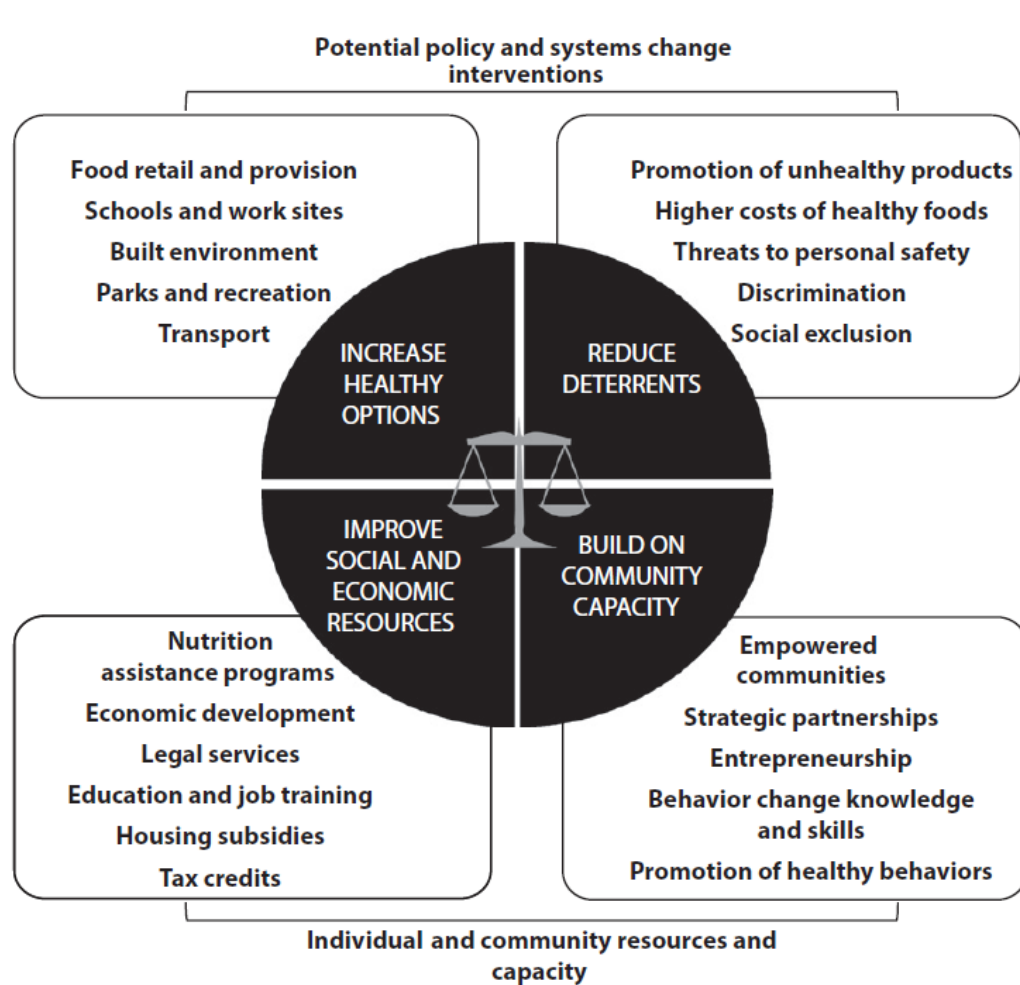 Potential policy and systems change
interventions
Food retail and provision
Schools and work sites
Built environment
Parks and recreation
Transport
Promotion of unhealthy products
Higher costs of healthy foods
Threats to personal safety
Discrimination
Social exclusion
INCREASE
HEALTHY
OPTIONS
REDUCE
DETERRENTS
IMPROVE
SOCIAL AND
ECONOMIC
RESOURCES
BUILD ON
COMMUNITY
CAPACITY
Nutrition
assistance programs
Economic development
Legal services
Education and job training
Housing subsidies
Tax credits
Empowered
communities
Strategic partnerships
Entrepreneurship
Behavior change knowledge
and skills
Promotion of healthy behaviors
Individual and community resources and
capacity